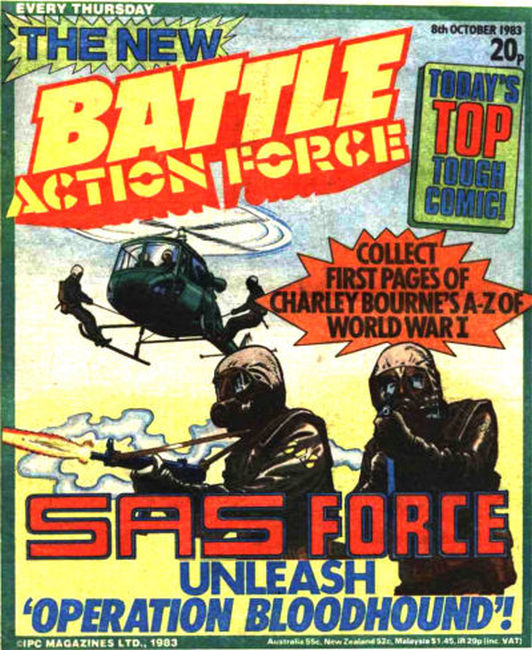 EVERY THURSDAY
8th OCTOBER 1983
20p
THE NEW
BATTLE
ACTION FORCE
TODAY'S
TOP
TOUGH
COMIC!
COLLECT
FIRST PAGES OF
CHARLEY BOURNE'S A-Z OF
WORLD WAR I
SAS FORCE
UNLEASH
'OPERATION BLOODHOUND'!
©IPC MAGAZINES LTD., 1983
Australia 55c, New Zealand 52c, Malaysia $1.45, IR 29p (inc. VAT)